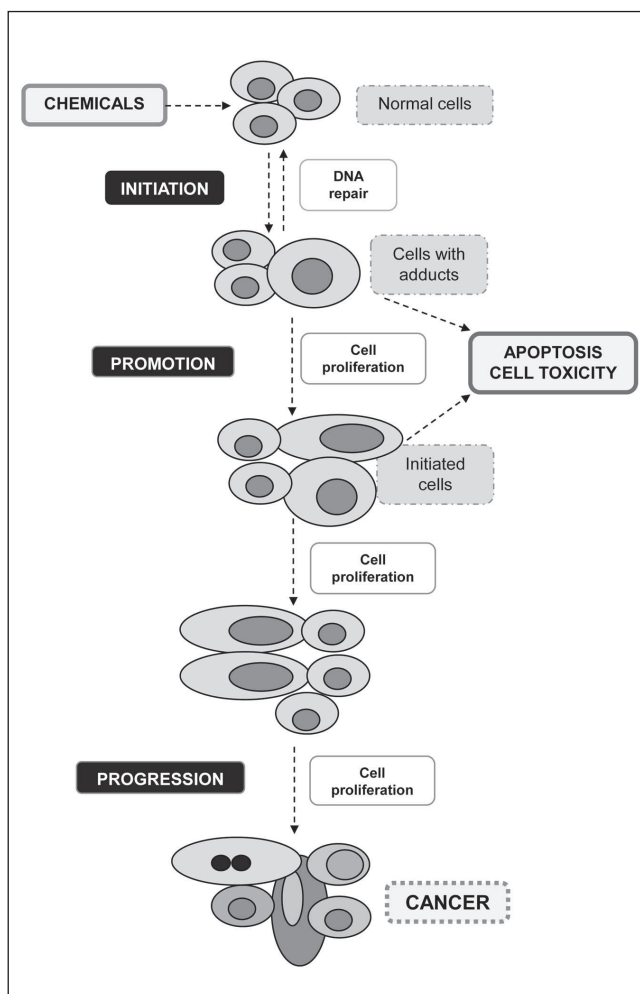 CHEMICALS
Normal cells
INITIATION
DNA
repair
Cells with
adducts
PROMOTION
Cell
proliferation
APOPTOSIS
CELL TOXICITY
Initiated
cells
Cell
proliferation
PROGRESSION
Cell
proliferation
CANCER